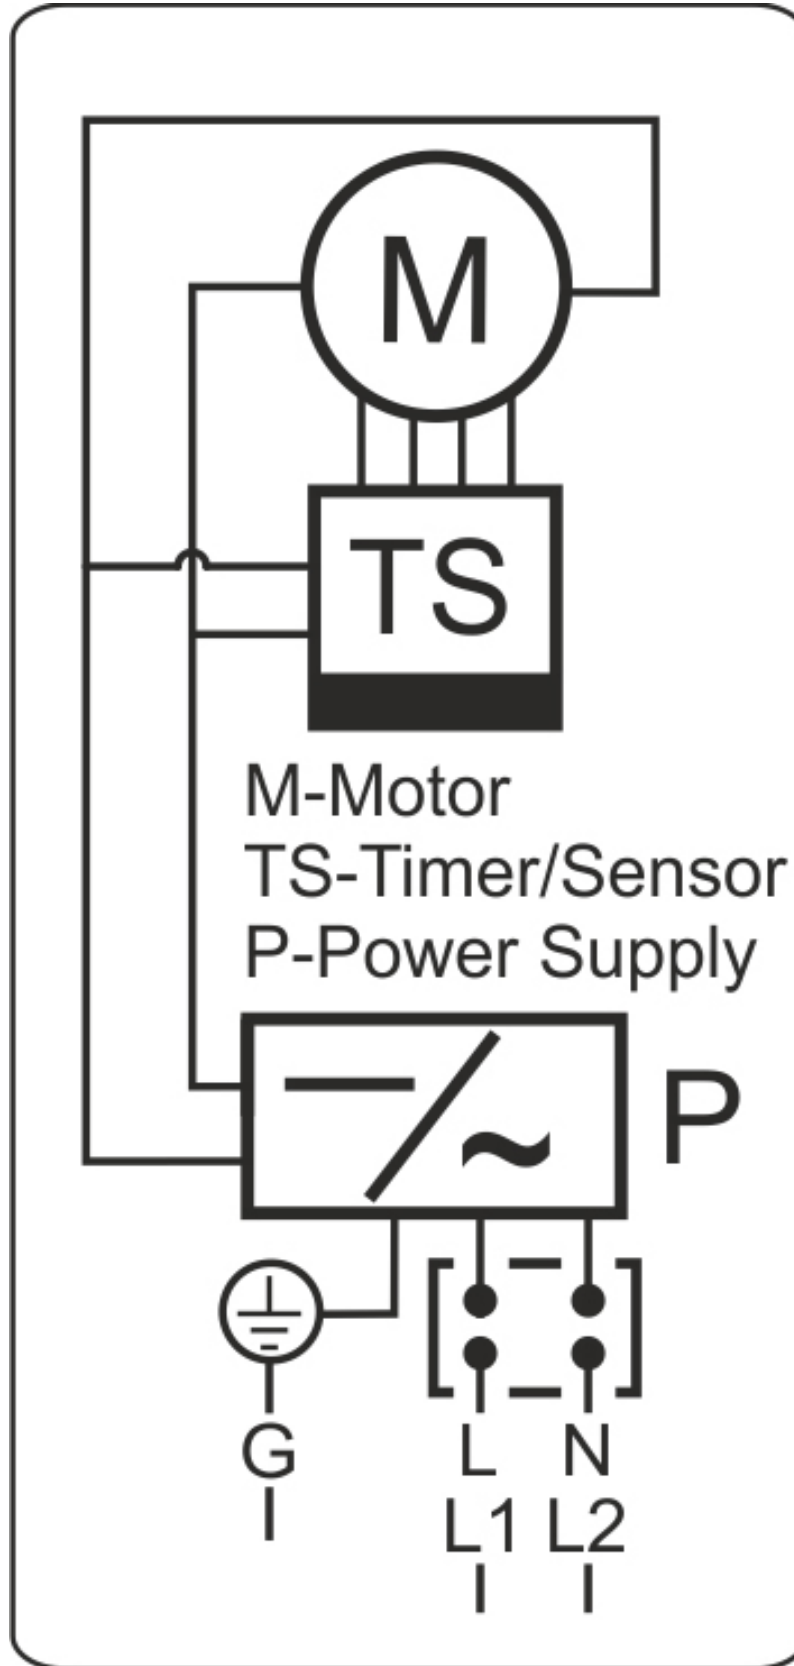 M
TS
M-Motor
TS-Timer/Sensor
P-Power Supply
P
G
L N
L1 L2